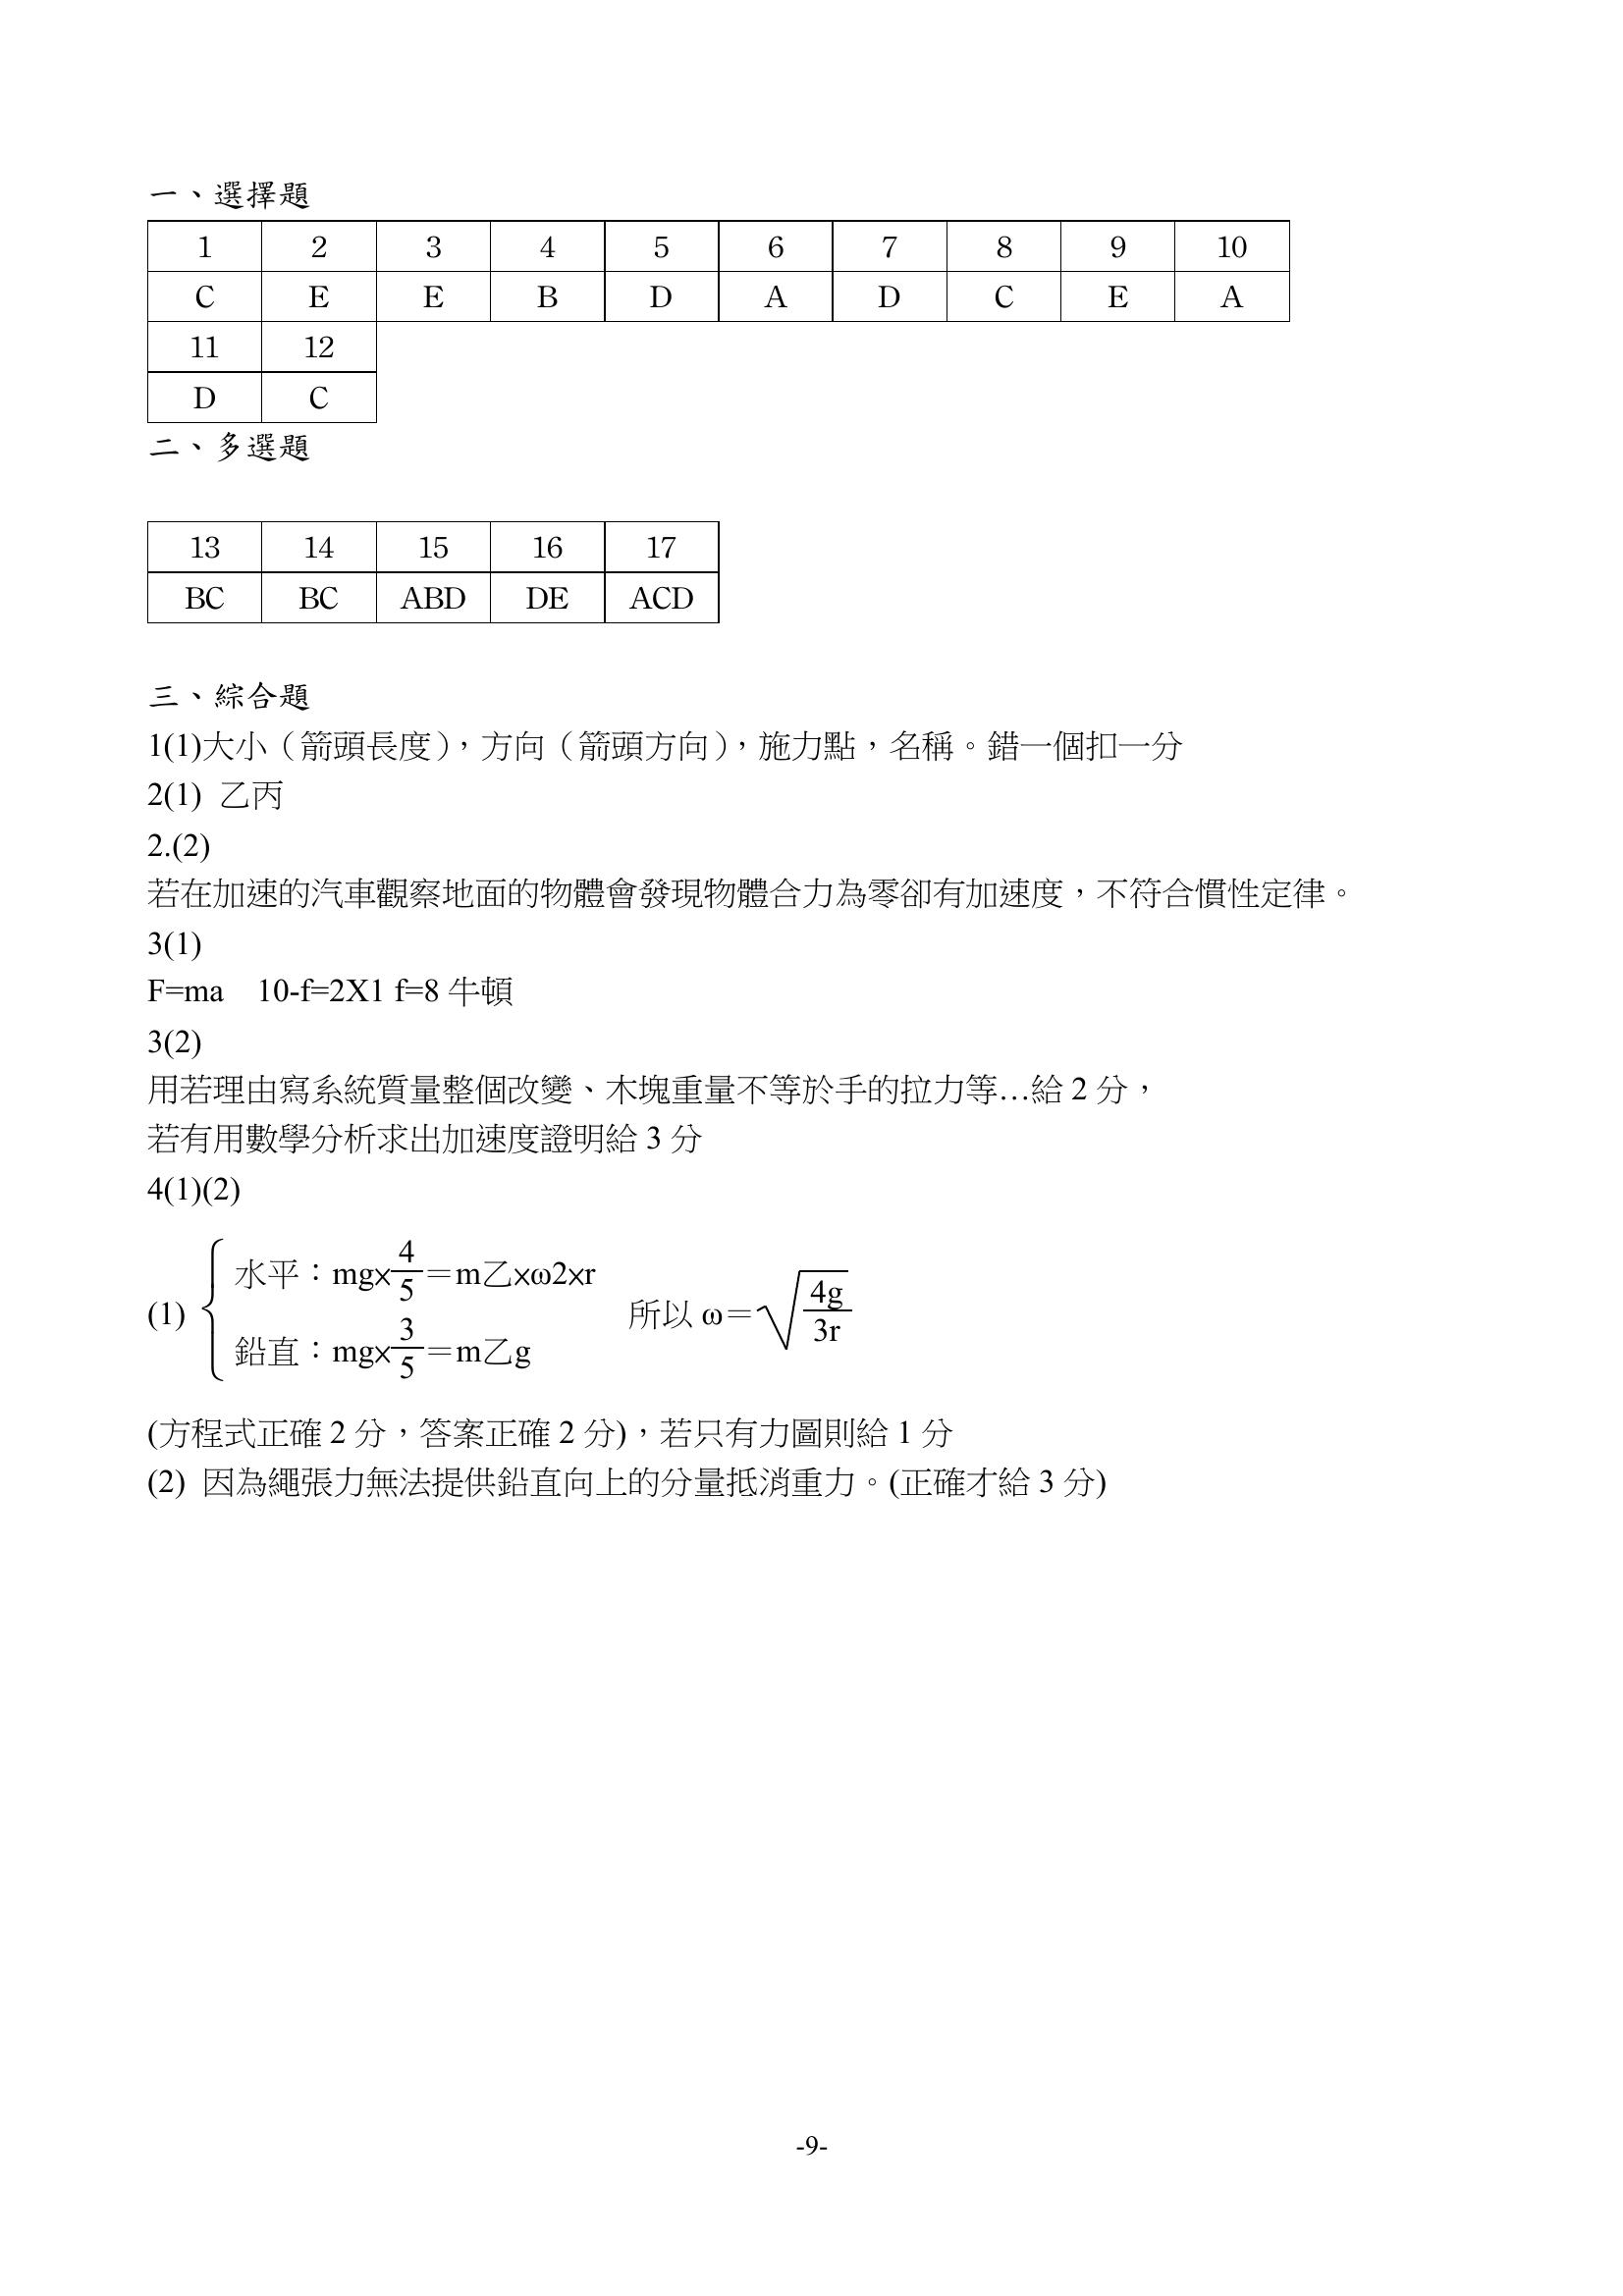 一、選擇題
1 2 3 4 5 6 7 8 9 10
C E E B D A D C E A
11 12
D C
二、多選題
13 14 15 16 17
BC BC ABD DE ACD
三、綜合題
1(1)大小（箭頭長度），方向（箭頭方向），施力點，名稱。錯一個扣一分
2(1) 乙丙
2.(2)
若在加速的汽車觀察地面的物體會發現物體合力為零卻有加速度，不符合慣性定律。
3(1)
F=ma 10-f=2X1 f=8 牛頓
3(2)
用若理由寫系統質量整個改變、木塊重量不等於手的拉力等…給 2 分，
若有用數學分析求出加速度證明給 3 分
4(1)(2)
(1) { 水平：mg×4/5＝m乙×ω2×r
鉛直：mg×3/5＝m乙g
所以 ω＝√(4g/3r)
(方程式正確 2 分，答案正確 2 分)，若只有力圖則給 1 分
(2) 因為繩張力無法提供鉛直向上的分量抵消重力。(正確才給 3 分)
-9-